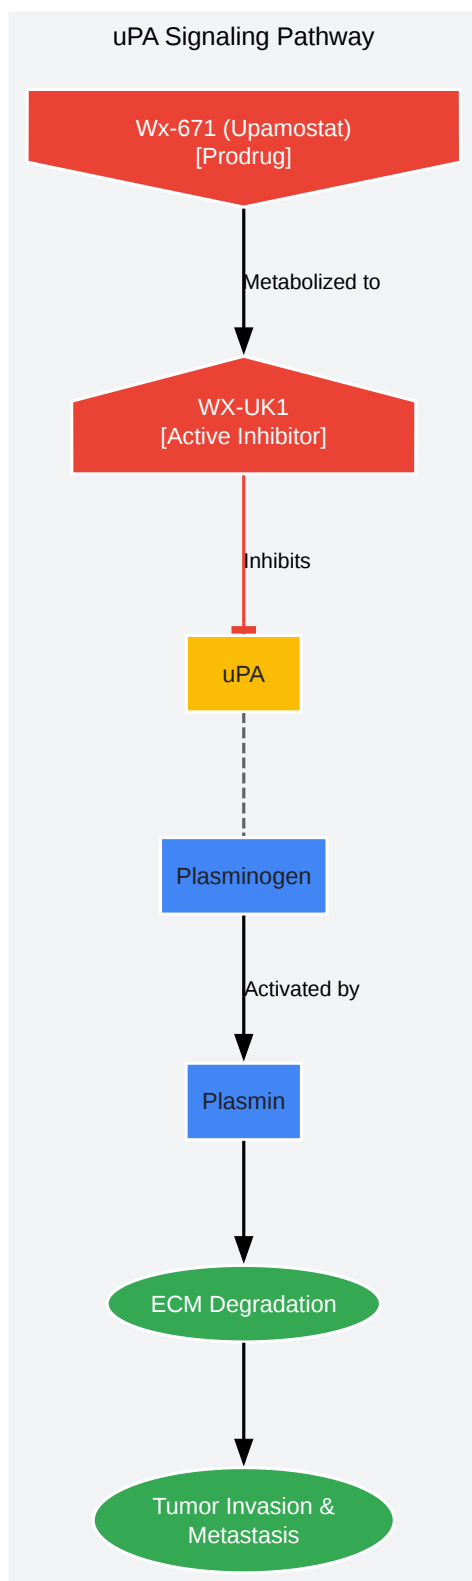 uPA Signaling Pathway
Wx-671 (Upamostat)
[Prodrug]
Metabolized to
WX-UK1
[Active Inhibitor]
Inhibits
uPA
Plasminogen
Activated by
Plasmin
ECM Degradation
Tumor Invasion &
Metastasis